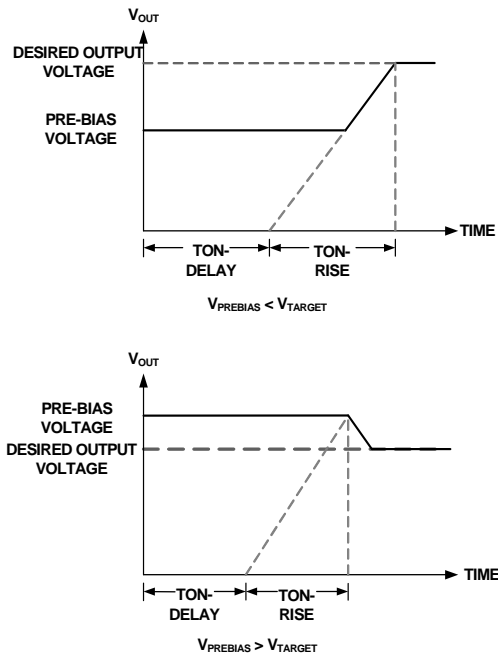 VOUT
DESIRED OUTPUT
VOLTAGE
PRE-BIAS
VOLTAGE
TIME
TON-
DELAY
TON-
RISE
VPREBIAS < VTARGET
VOUT
PRE-BIAS
VOLTAGE
DESIRED OUTPUT
VOLTAGE
TIME
TON-
DELAY
TON-
RISE
VPREBIAS > VTARGET